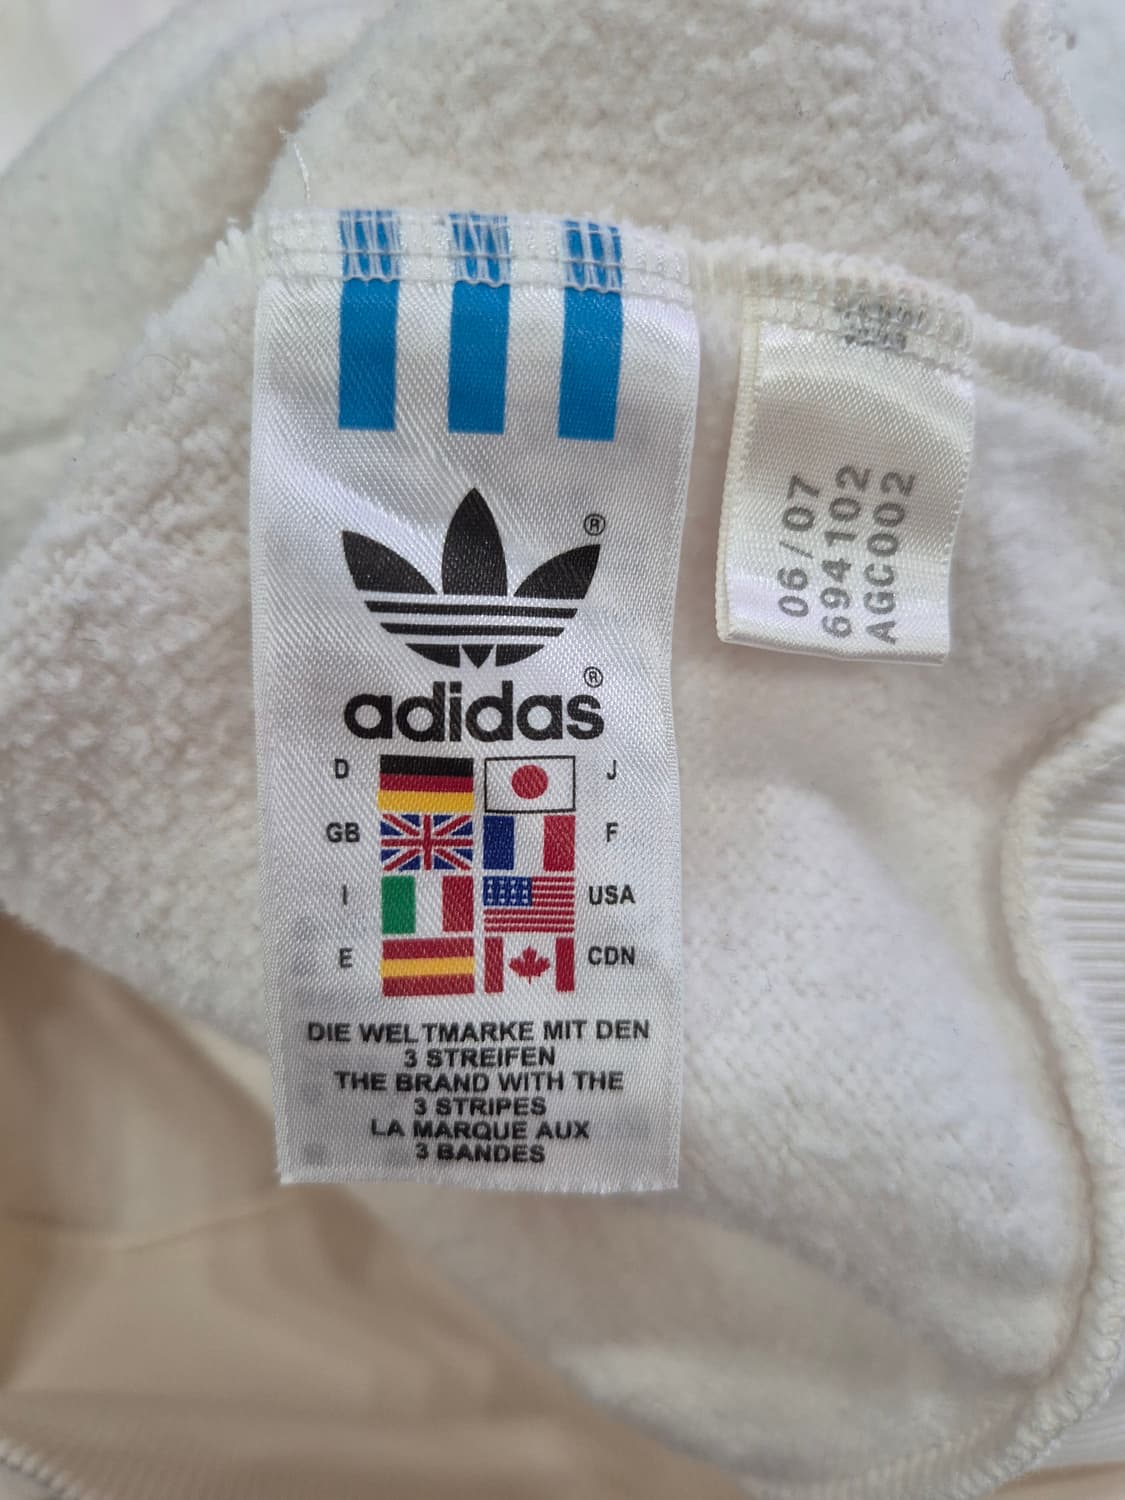 ®
adidas®
D J
GB F
I USA
E CDN
DIE WELTMARKE MIT DEN
3 STREIFEN
THE BRAND WITH THE
3 STRIPES
LA MARQUE AUX
3 BANDES
06/07
694102
AGC002